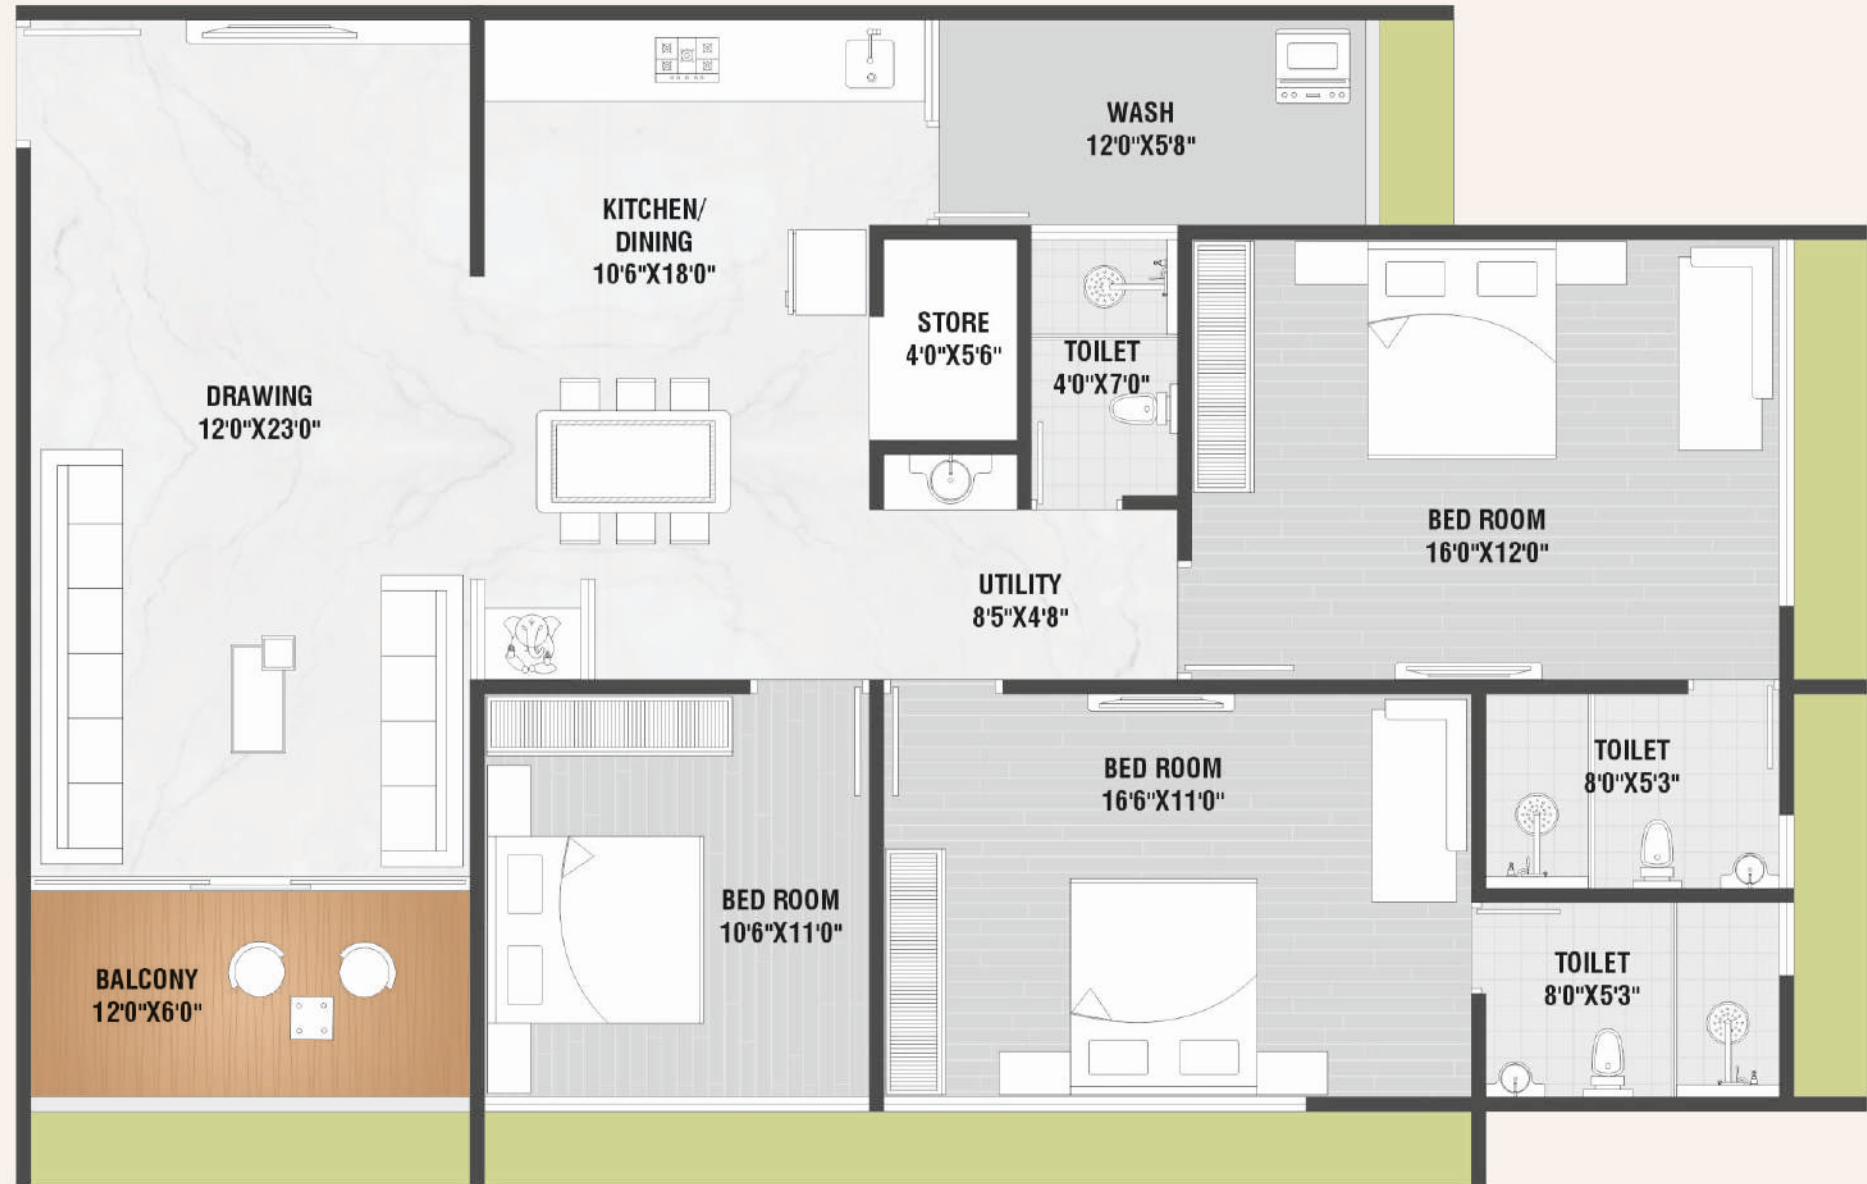 WASH
12'0"X5'8"
KITCHEN/
DINING
10'6"X18'0"
STORE
4'0"X5'6"
TOILET
4'0"X7'0"
DRAWING
12'0"X23'0"
BED ROOM
16'0"X12'0"
UTILITY
8'5"X4'8"
BED ROOM
16'6"X11'0"
TOILET
8'0"X5'3"
BED ROOM
10'6"X11'0"
BALCONY
12'0"X6'0"
TOILET
8'0"X5'3"